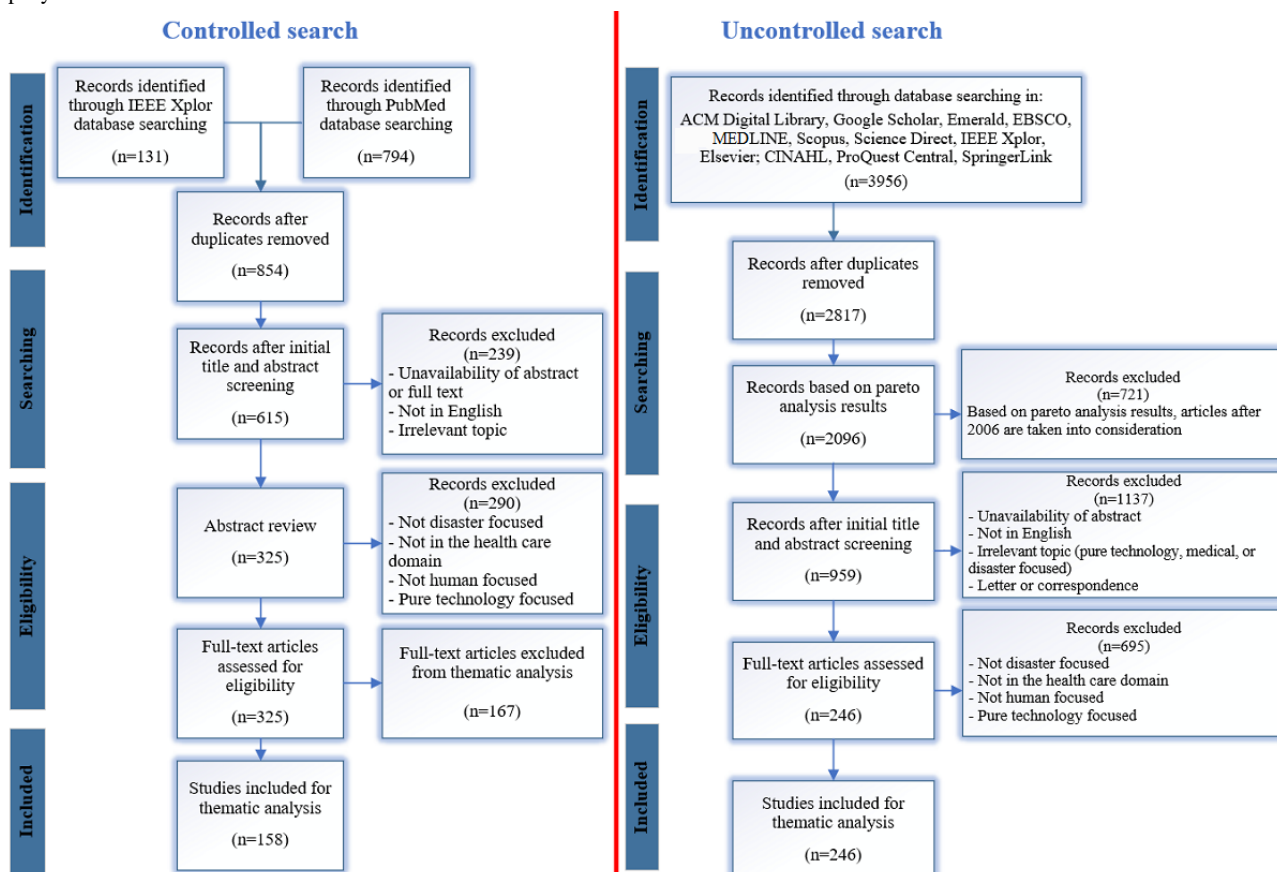 Controlled search
Identification
Records identified
through IEEE Xplor
database searching
(n=131)
Records identified
through PubMed
database searching
(n=794)
Records after
duplicates removed
(n=854)
Searching
Records after initial
title and abstract
screening
(n=615)
Records excluded
(n=239)
- Unavailability of abstract
or full text
- Not in English
- Irrelevant topic
Eligibility
Abstract review
(n=325)
Records excluded
(n=290)
- Not disaster focused
- Not in the health care
domain
- Not human focused
- Pure technology focused
Full-text articles
assessed for
eligibility
(n=325)
Full-text articles excluded
from thematic analysis
(n=167)
Included
Studies included for
thematic analysis
(n=158)
Uncontrolled search
Identification
Records identified through database searching in:
ACM Digital Library, Google Scholar, Emerald, EBSCO,
MEDLINE, Scopus, Science Direct, IEEE Xplor,
Elsevier; CINAHL, ProQuest Central, SpringerLink
(n=3956)
Records after duplicates
removed
(n=2817)
Searching
Records based on pareto
analysis results
(n=2096)
Records excluded
(n=721)
Based on pareto analysis results, articles after
2006 are taken into consideration
Eligibility
Records after initial title
and abstract screening
(n=959)
Records excluded
(n=1137)
- Unavailability of abstract
- Not in English
- Irrelevant topic (pure technology, medical, or
disaster focused)
- Letter or correspondence
Full-text articles assessed
for eligibility
(n=246)
Records excluded
(n=695)
- Not disaster focused
- Not in the health care domain
- Not human focused
- Pure technology focused
Included
Studies included for
thematic analysis
(n=246)